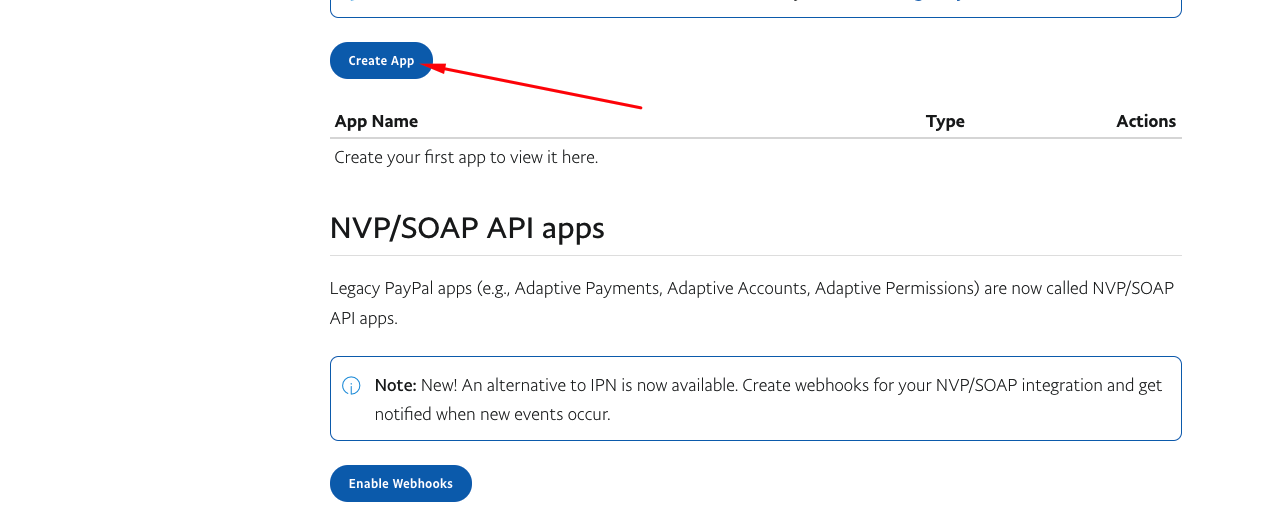 Create App
App Name Type Actions
Create your first app to view it here.
NVP/SOAP API apps
Legacy PayPal apps (e.g., Adaptive Payments, Adaptive Accounts, Adaptive Permissions) are now called NVP/SOAP
API apps.
Note: New! An alternative to IPN is now available. Create webhooks for your NVP/SOAP integration and get
notified when new events occur.
Enable Webhooks